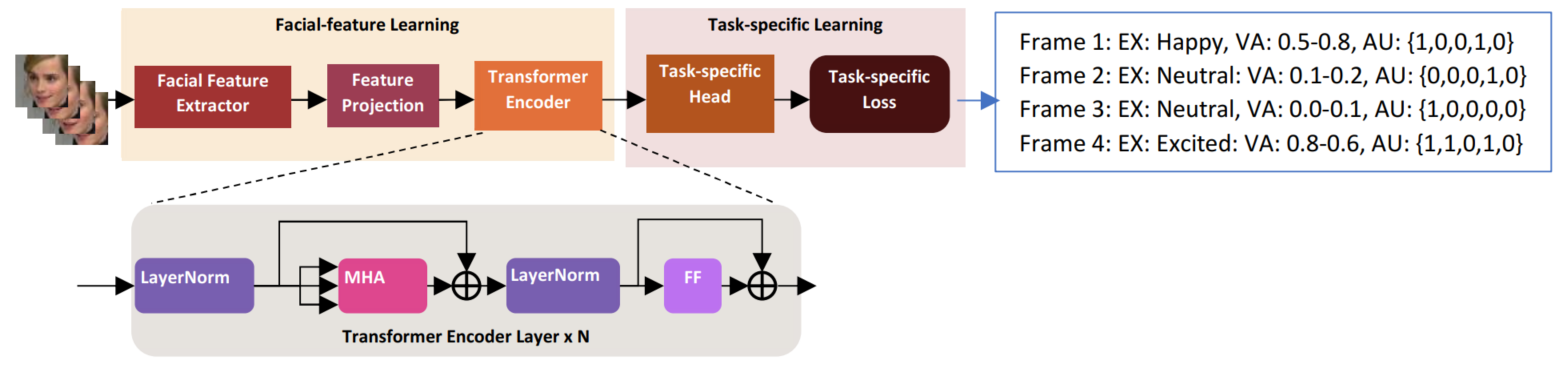 Facial-feature Learning
Task-specific Learning
Facial Feature
Extractor
Feature
Projection
Transformer
Encoder
Task-specific
Head
Task-specific
Loss
Frame 1: EX: Happy, VA: 0.5-0.8, AU: {1,0,0,1,0}
Frame 2: EX: Neutral: VA: 0.1-0.2, AU: {0,0,0,1,0}
Frame 3: EX: Neutral, VA: 0.0-0.1, AU: {1,0,0,0,0}
Frame 4: EX: Excited: VA: 0.8-0.6, AU: {1,1,0,1,0}
LayerNorm
MHA
LayerNorm
FF
Transformer Encoder Layer x N